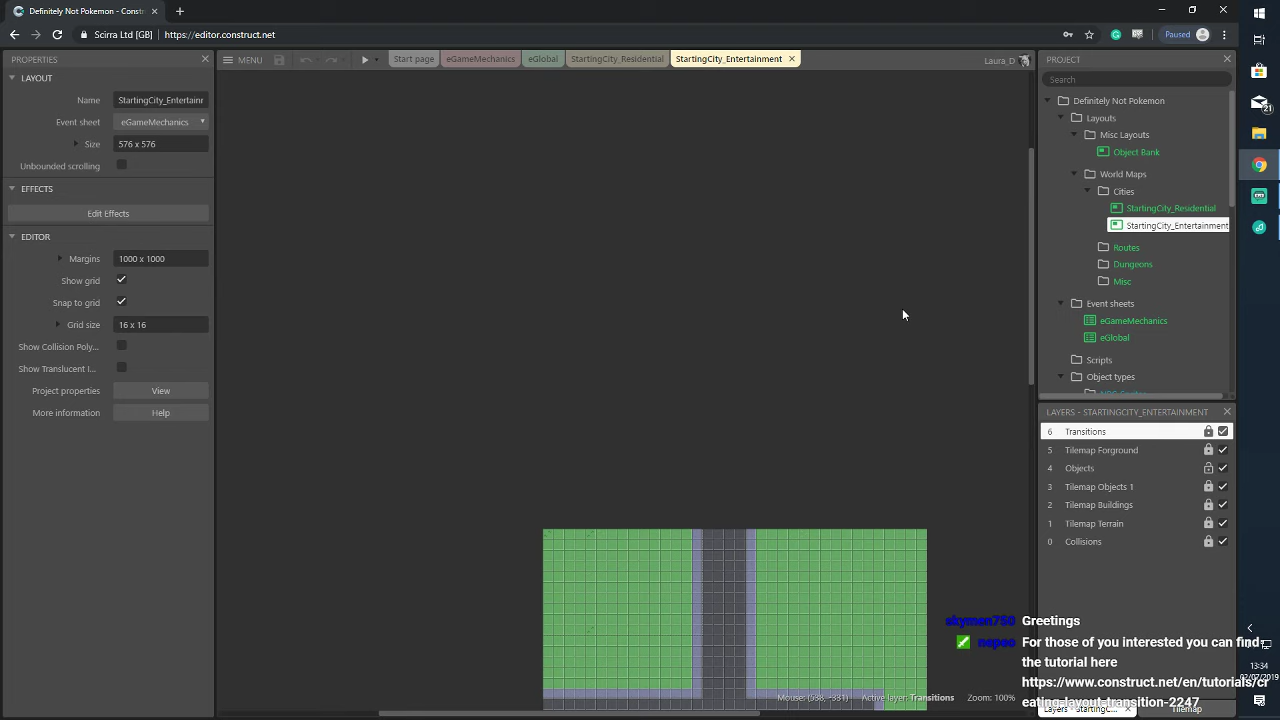 Definitely Not Pokemon - Constr
Scirra Ltd [GB] | https://editor.construct.net
Paused
PROPERTIES
MENU
Start page
eGameMechanics
eGlobal
StartingCity_Residential
StartingCity_Entertainment
Laura_D
PROJECT
LAYOUT
Search
Name StartingCity_Entertainr
Event sheet eGameMechanics
Size 576 x 576
Unbounded scrolling
EFFECTS
Edit Effects
EDITOR
Margins 1000 x 1000
Show grid
Snap to grid
Grid size 16 x 16
Show Collision Poly...
Show Translucent I...
Project properties View
More information Help
Definitely Not Pokemon
Layouts
Misc Layouts
Object Bank
World Maps
Cities
StartingCity_Residential
StartingCity_Entertainment
Routes
Dungeons
Misc
Event sheets
eGameMechanics
eGlobal
Scripts
Object types
LAYERS - STARTINGCITY_ENTERTAINMENT
6 Transitions
5 Tilemap Forground
4 Objects
3 Tilemap Objects 1
2 Tilemap Buildings
1 Tilemap Terrain
0 Collisions
skymen750 Greetings
nepeo For those of you interested you can find
the tutorial here
https://www.construct.net/en/tutorials/cr
eating-layout-transition-2247
Mouse: (538, -331) Active layer: Transitions Zoom: 100%
Layers - StartingC...
Tilemap
21
13:34